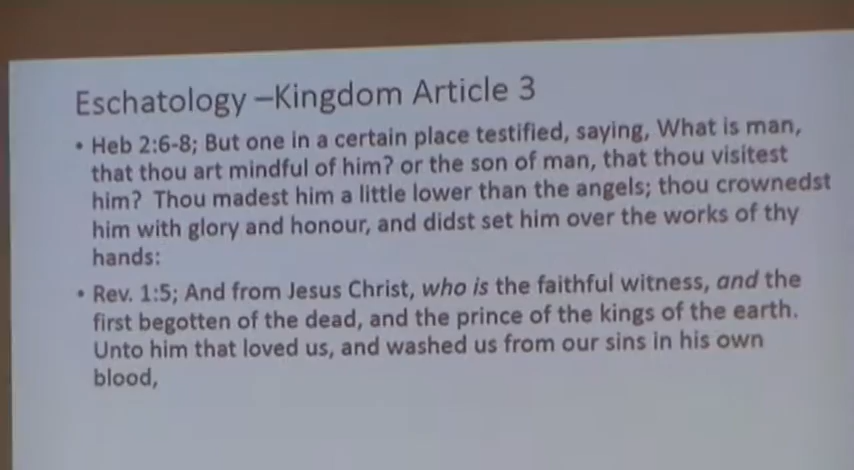 Eschatology –Kingdom Article 3
• Heb 2:6-8; But one in a certain place testified, saying, What is man,
that thou art mindful of him? or the son of man, that thou visitest
him?  Thou madest him a little lower than the angels; thou crownedst
him with glory and honour, and didst set him over the works of thy
hands:
• Rev. 1:5; And from Jesus Christ, who is the faithful witness, and the
first begotten of the dead, and the prince of the kings of the earth.
Unto him that loved us, and washed us from our sins in his own
blood,